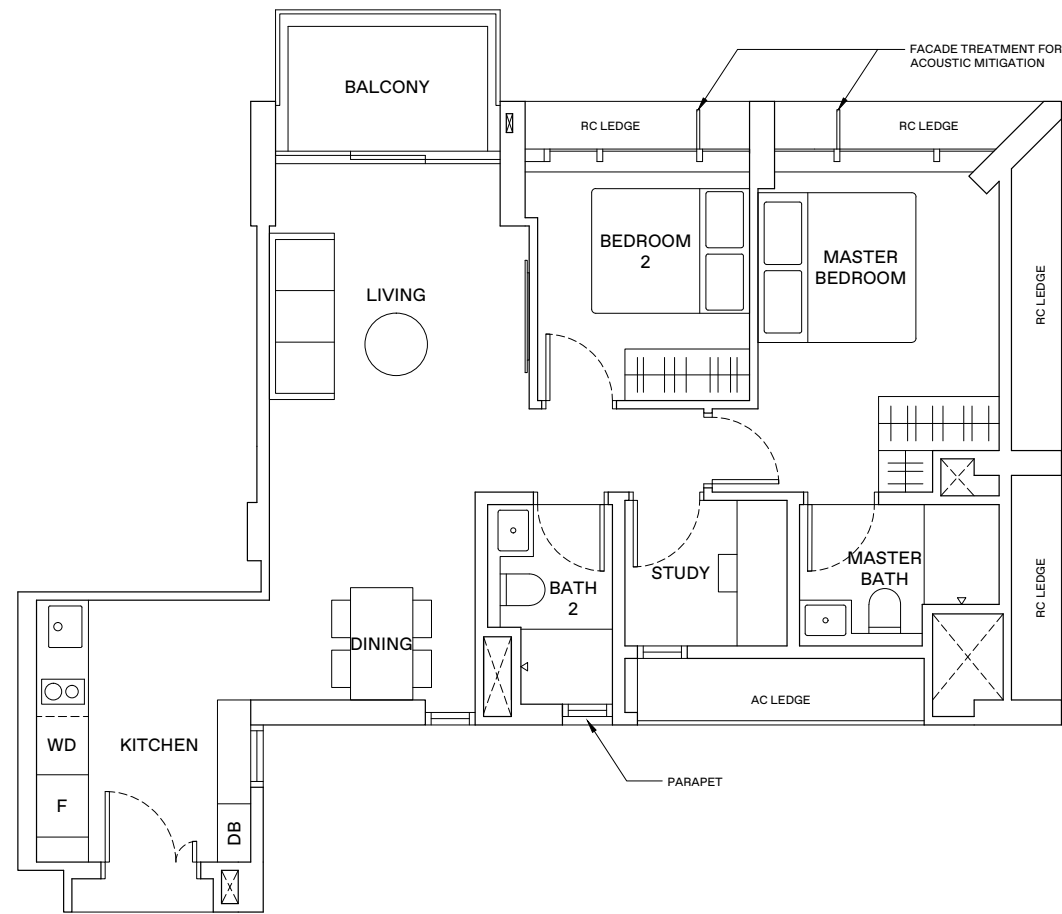 FACADE TREATMENT FOR
ACOUSTIC MITIGATION
BALCONY
RC LEDGE
RC LEDGE
BEDROOM
2
MASTER
BEDROOM
RC LEDGE
LIVING
STUDY
MASTER
BATH
BATH
2
RC LEDGE
DINING
AC LEDGE
WD
KITCHEN
PARAPET
F
DB